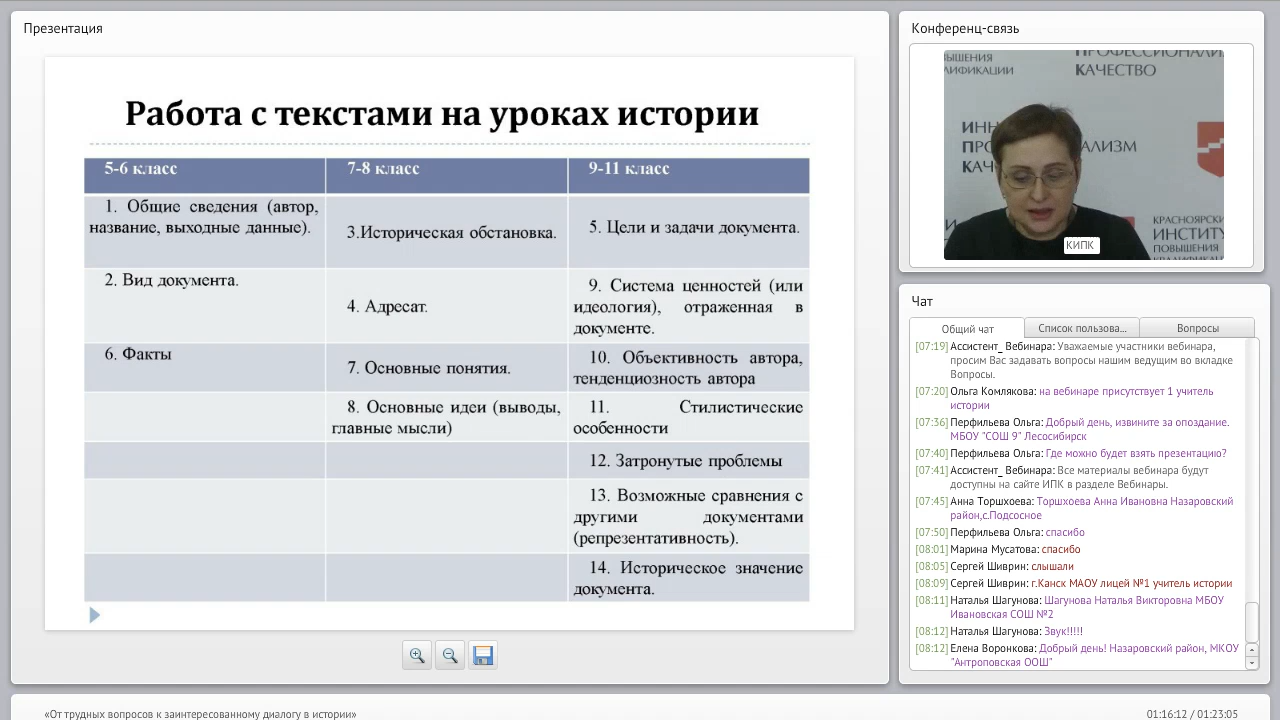 Презентация
Работа с текстами на уроках истории
5-6 класс
7-8 класс
9-11 класс
1. Общие сведения (автор,
название, выходные данные).
3.Историческая обстановка.
5. Цели и задачи документа.
2. Вид документа.
4. Адресат.
9. Система ценностей (или
идеология), отраженная в
документе.
6. Факты
7. Основные понятия.
10. Объективность автора,
тенденциозность автора
8. Основные идеи (выводы,
главные мысли)
11. Стилистические
особенности
12. Затронутые проблемы
13. Возможные сравнения с
другими документами
(репрезентативность).
14. Историческое значение
документа.
«От трудных вопросов к заинтересованному диалогу в истории»
Конференц-связь
КАЧЕСТВО
КРАСНОЯРСКИ
ИНСТИТУ
ПОВЫШЕНИЯ
КИПК
Чат
Общий чат
Список пользова...
Вопросы
[07:19] Ассистент_ Вебинара: Уважаемые участники вебинара,
просим Вас задавать вопросы нашим ведущим во вкладке
Вопросы.
[07:20] Ольга Комлякова: на вебинаре присутствует 1 учитель
истории
[07:36] Перфильева Ольга: Добрый день, извините за опоздание.
МБОУ "СОШ 9" Лесосибирск
[07:40] Перфильева Ольга: Где можно будет взять презентацию?
[07:41] Ассистент_ Вебинара: Все материалы вебинара будут
доступны на сайте ИПК в разделе Вебинары.
[07:45] Анна Торшхоева: Торшхоева Анна Ивановна Назаровский
район,с.Подсосное
[07:50] Перфильева Ольга: спасибо
[08:01] Марина Мусатова: спасибо
[08:05] Сергей Шиврин: слышали
[08:09] Сергей Шиврин: г.Канск МАОУ лицей №1 учитель истории
[08:11] Наталья Шагунова: Шагунова Наталья Викторовна МБОУ
Ивановская СОШ №2
[08:12] Наталья Шагунова: Звук!!!!!
[08:12] Елена Воронкова: Добрый день! Назаровский район, МКОУ
"Антроповская ООШ"
01:16:12 / 01:23:05